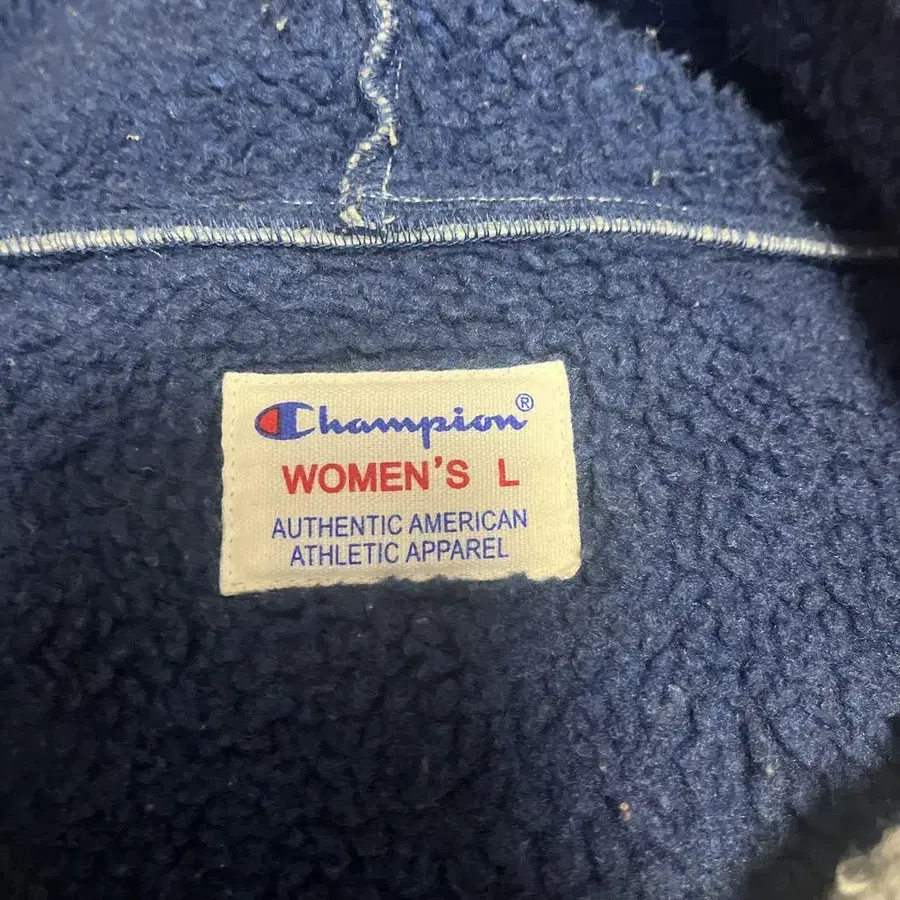 Champion®
WOMEN'S L
AUTHENTIC AMERICAN
ATHLETIC APPAREL